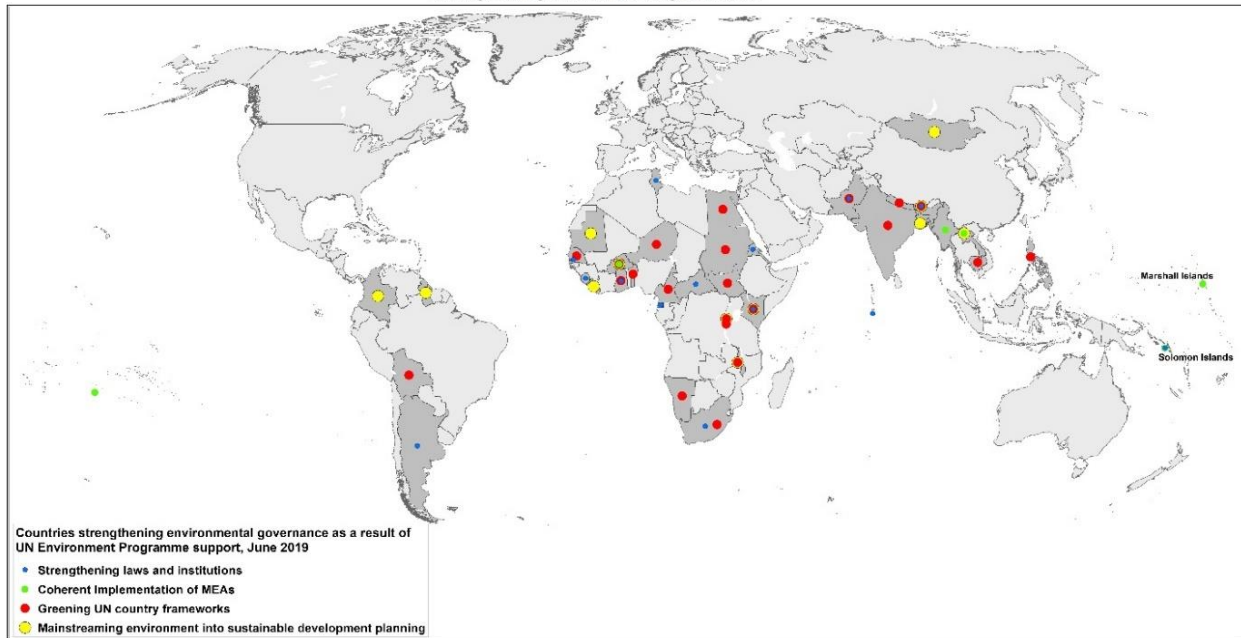 Marshall Islands
Solomon Islands
Countries strengthening environmental governance as a result of
UN Environment Programme support, June 2019
Strengthening laws and institutions
Coherent Implementation of MEAs
Greening UN country frameworks
Mainstreaming environment into sustainable development planning